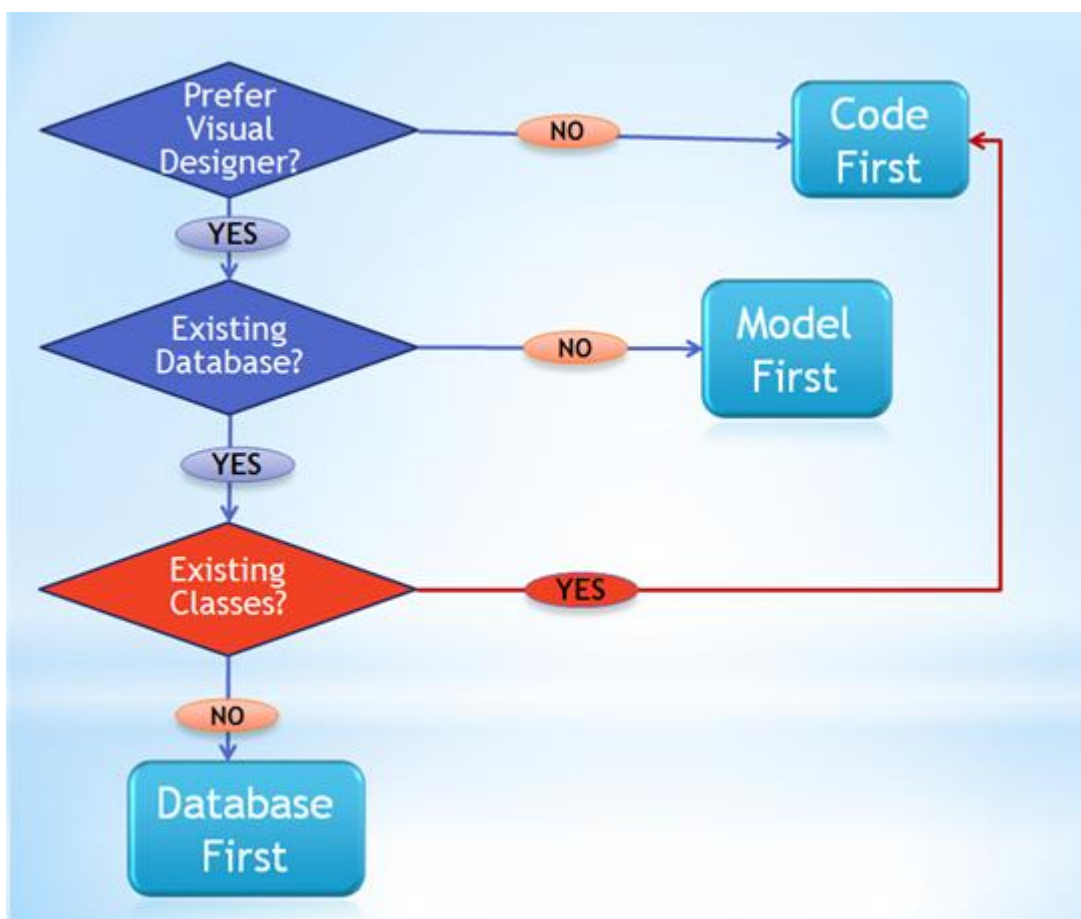 Prefer
Visual
Designer?
NO
Code
First
YES
Existing
Database?
NO
Model
First
YES
Existing
Classes?
YES
NO
Database
First